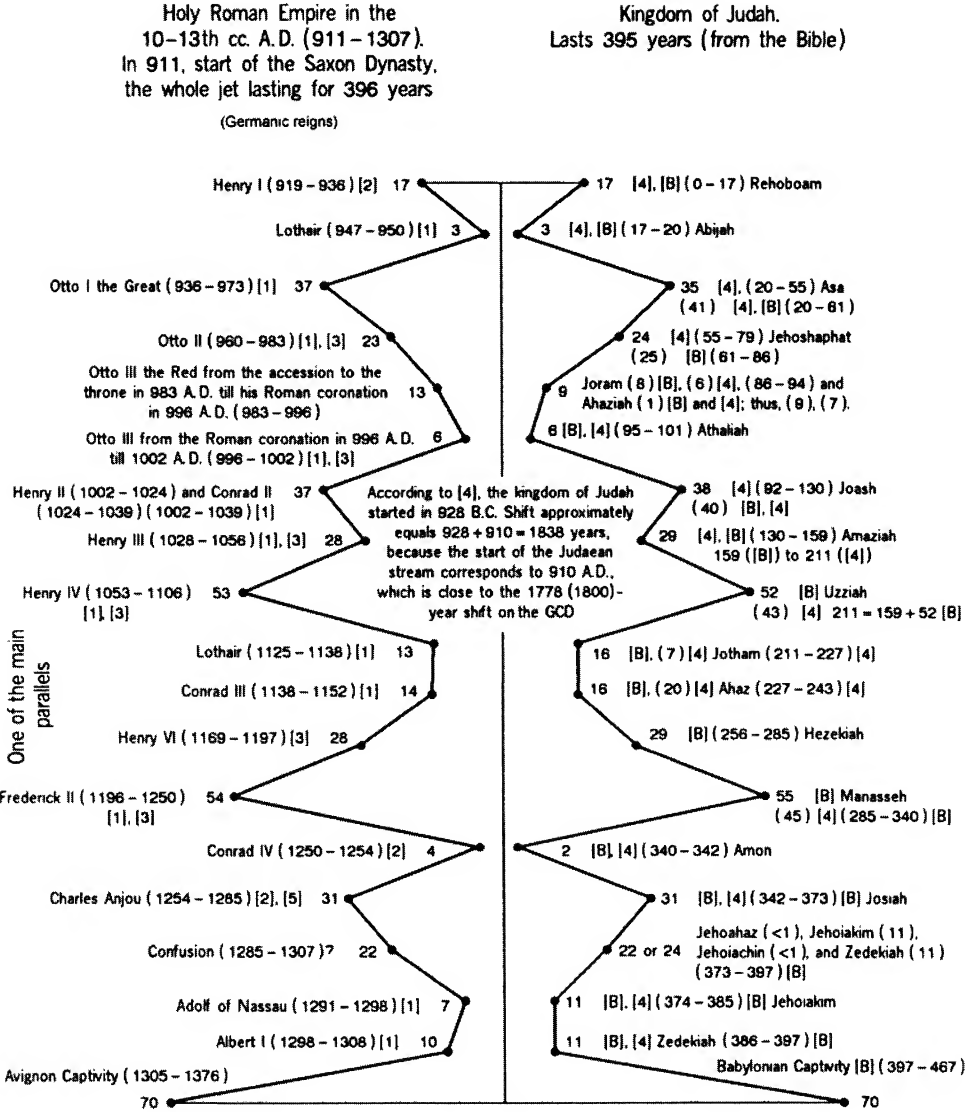 Holy Roman Empire in the
10–13th cc. A.D. (911–1307).
In 911, start of the Saxon Dynasty,
the whole jet lasting for 396 years
(Germanic reigns)
Kingdom of Judah.
Lasts 395 years (from the Bible)
Henry I (919–936) [2] 17
17 [4], [B] (0–17) Rehoboam
Lothair (947–950) [1] 3
3 [4], [B] (17–20) Abijah
Otto I the Great (936–973) [1] 37
35 [4], (20–55) Asa
(41) [4], [B] (20–61)
Otto II (960–983) [1], [3] 23
24 [4] (55–79) Jehoshaphat
(25) [B] (61–86)
Otto III the Red from the accession to the
throne in 983 A.D. till his Roman coronation
in 996 A.D. (983–996)
13
9
Joram (8) [B], (6) [4], (86–94) and
Ahaziah (1) [B] and [4]; thus, (9), (7).
Otto III from the Roman coronation in 996 A.D.
till 1002 A.D. (996–1002) [1], [3]
6
6 [B], [4] (95–101) Athaliah
Henry II (1002–1024) and Conrad II
(1024–1039) (1002–1039) [1]
37
38 [4] (92–130) Joash
(40) [B], [4]
Henry III (1028–1056) [1], [3] 28
29 [4], [B] (130–159) Amaziah
159 ([B]) to 211 ([4])
According to [4], the kingdom of Judah
started in 928 B.C. Shift approximately
equals 928 + 910 = 1838 years,
because the start of the Judaean
stream corresponds to 910 A.D.,
which is close to the 1778 (1800)-
year shift on the GCD
Henry IV (1053–1106) 53
[1], [3]
52 [B] Uzziah
(43) [4] 211 = 159 + 52 [B]
One of the main
parallels
Lothair (1125–1138) [1] 13
16 [B], (7) [4] Jotham (211–227) [4]
Conrad III (1138–1152) [1] 14
16 [B], (20) [4] Ahaz (227–243) [4]
Henry VI (1169–1197) [3] 28
29 [B] (256–285) Hezekiah
Frederick II (1196–1250) 54
[1], [3]
55 [B] Manasseh
(45) [4] (285–340) [B]
Conrad IV (1250–1254) [2] 4
2 [B], [4] (340–342) Amon
Charles Anjou (1254–1285) [2], [5] 31
31 [B], [4] (342–373) [B] Josiah
Confusion (1285–1307)? 22
22 or 24
Jehoahaz (<1), Jehoiakim (11),
Jehoiachin (<1), and Zedekiah (11)
(373–397) [B]
Adolf of Nassau (1291–1298) [1] 7
11 [B], [4] (374–385) [B] Jehoiakim
Albert I (1298–1308) [1] 10
11 [B], [4] Zedekiah (386–397) [B]
Avignon Captivity (1305–1376)
70
Babylonian Captivity [B] (397–467)
70